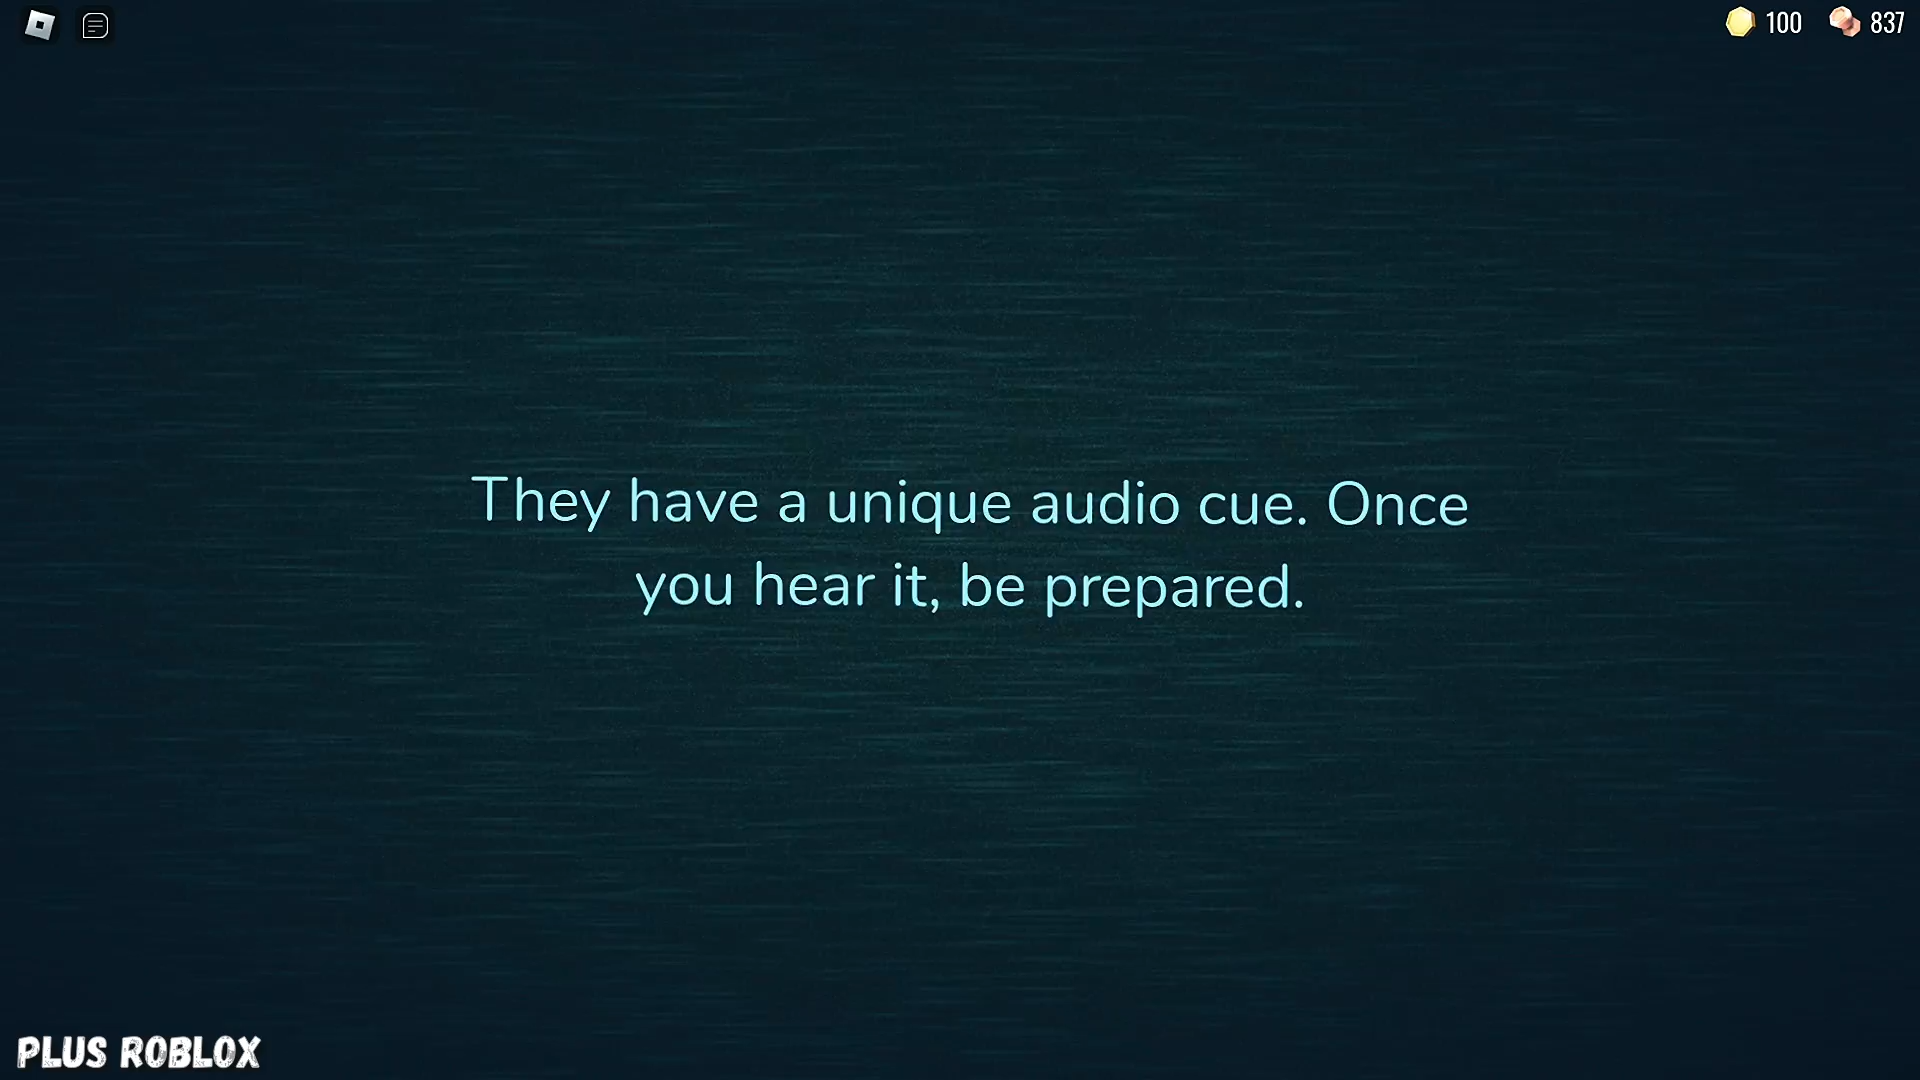 100 837
They have a unique audio cue. Once
you hear it, be prepared.
PLUS ROBLOX